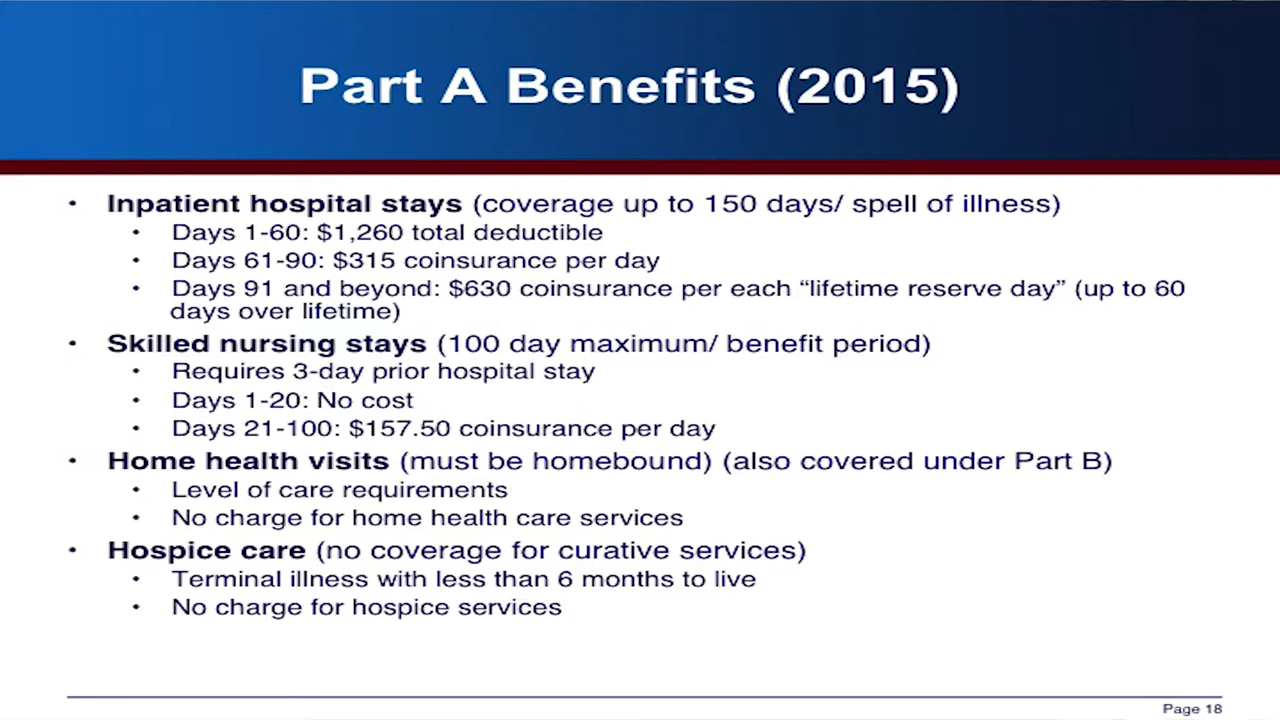 Part A Benefits (2015)
• Inpatient hospital stays (coverage up to 150 days/ spell of illness)
• Days 1-60: $1,260 total deductible
• Days 61-90: $315 coinsurance per day
• Days 91 and beyond: $630 coinsurance per each “lifetime reserve day” (up to 60
days over lifetime)
• Skilled nursing stays (100 day maximum/ benefit period)
• Requires 3-day prior hospital stay
• Days 1-20: No cost
• Days 21-100: $157.50 coinsurance per day
• Home health visits (must be homebound) (also covered under Part B)
• Level of care requirements
• No charge for home health care services
• Hospice care (no coverage for curative services)
• Terminal illness with less than 6 months to live
• No charge for hospice services
Page 18